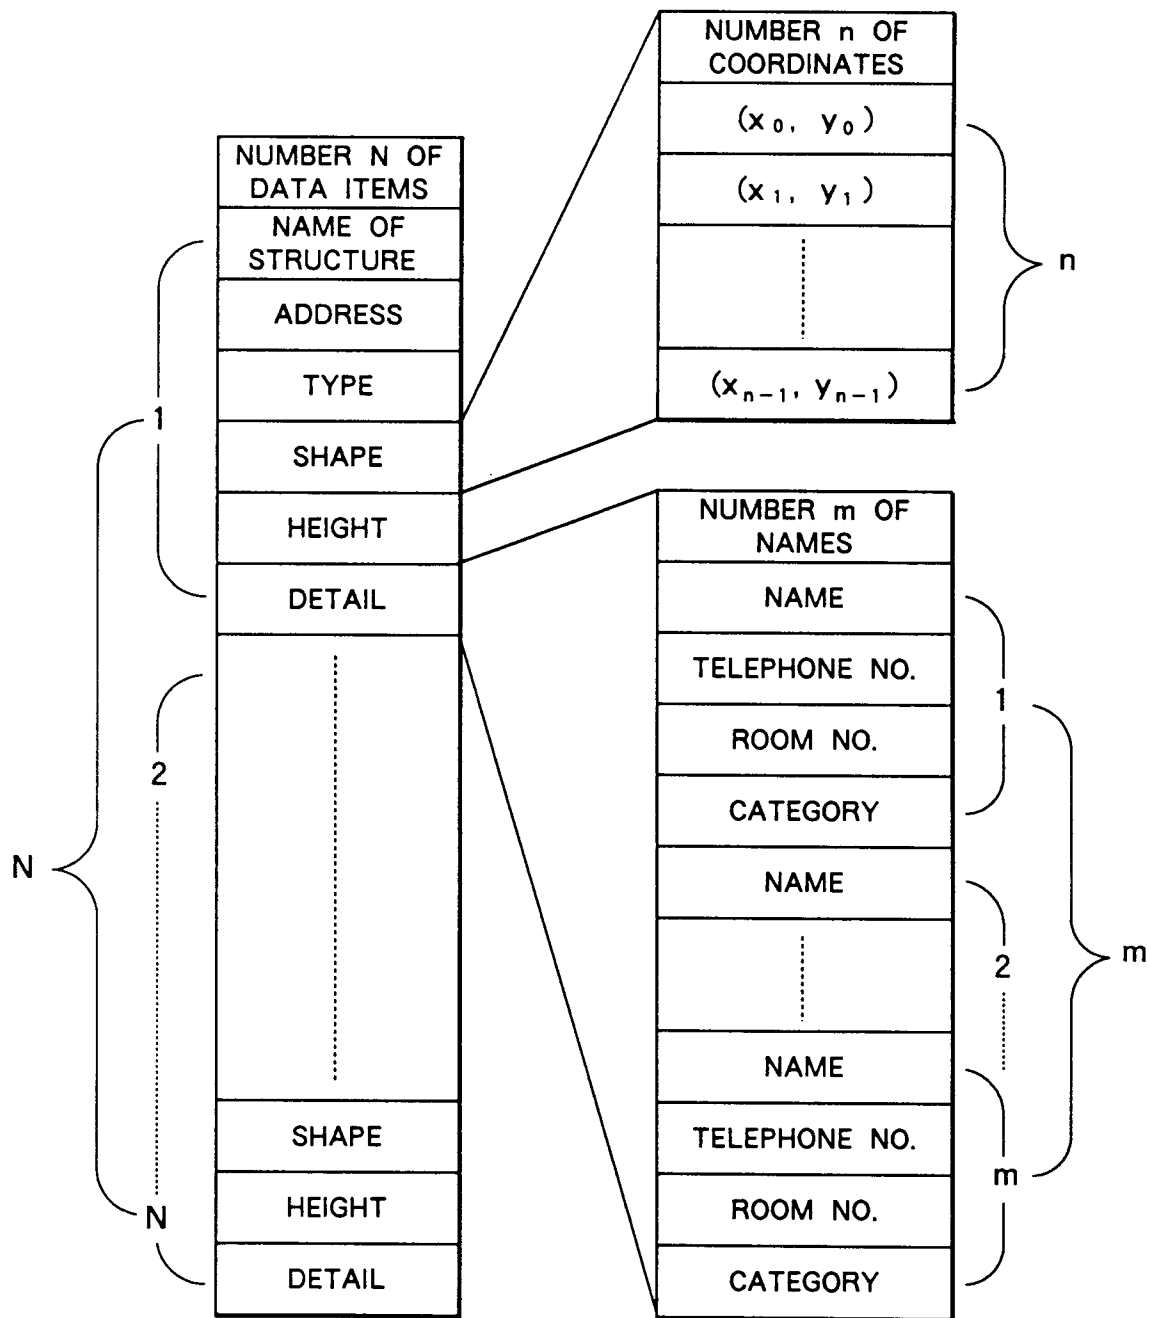 NUMBER N OF
DATA ITEMS
NAME OF
STRUCTURE
ADDRESS
TYPE
SHAPE
HEIGHT
DETAIL
SHAPE
HEIGHT
DETAIL
1
2
N
N
NUMBER n OF
COORDINATES
(x₀, y₀)
(x₁, y₁)
(xₙ₋₁, yₙ₋₁)
n
NUMBER m OF
NAMES
NAME
TELEPHONE NO.
ROOM NO.
CATEGORY
NAME
NAME
TELEPHONE NO.
ROOM NO.
CATEGORY
1
2
m
m